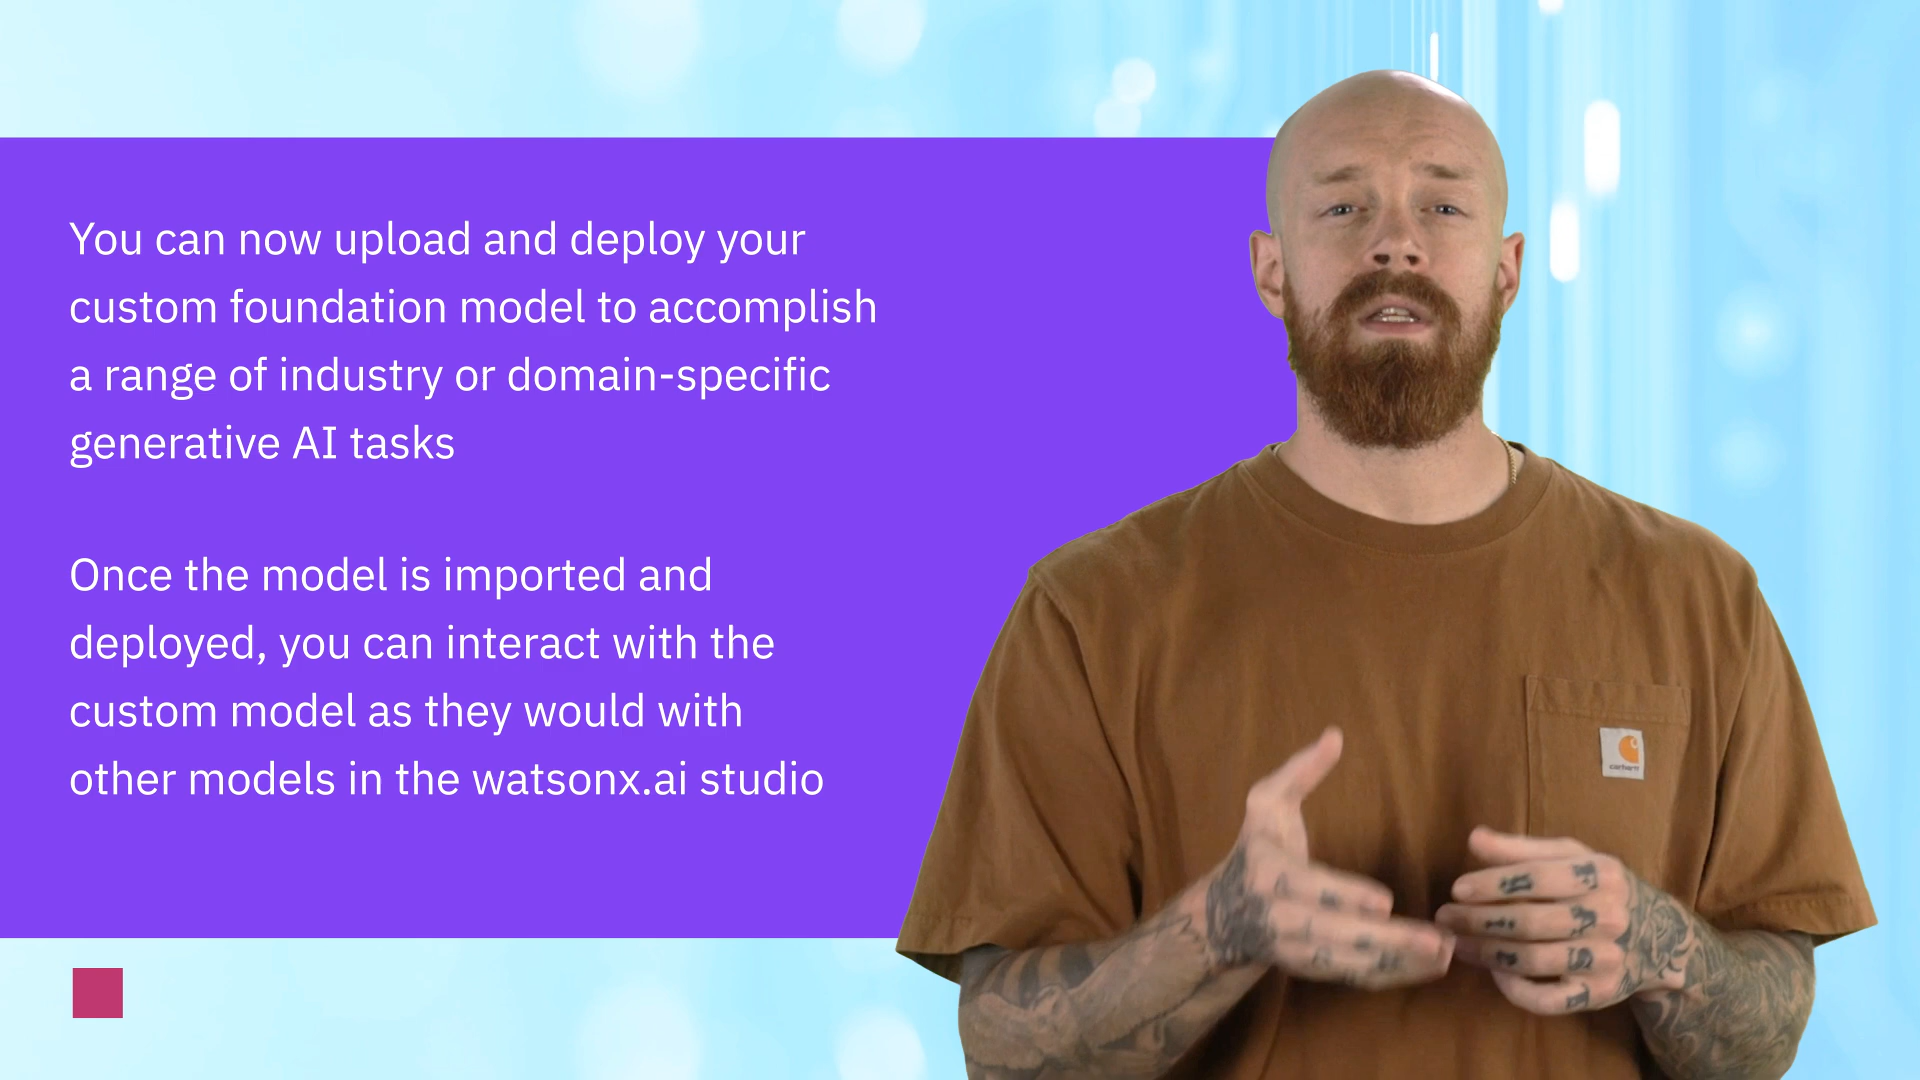 You can now upload and deploy your
custom foundation model to accomplish
a range of industry or domain-specific
generative AI tasks
Once the model is imported and
deployed, you can interact with the
custom model as they would with
other models in the watsonx.ai studio
carhartt